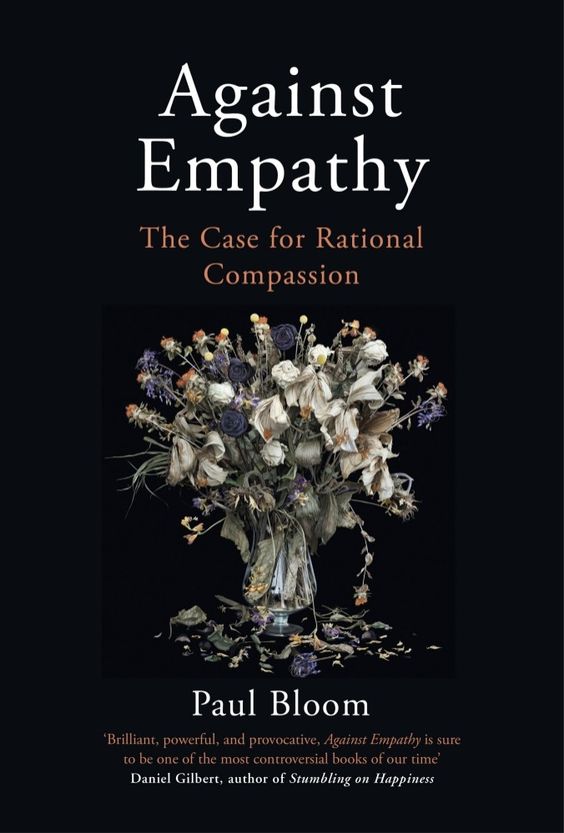 Against
Empathy
The Case for Rational
Compassion
Paul Bloom
‘Brilliant, powerful, and provocative, Against Empathy is sure
to be one of the most controversial books of our time’
Daniel Gilbert, author of Stumbling on Happiness